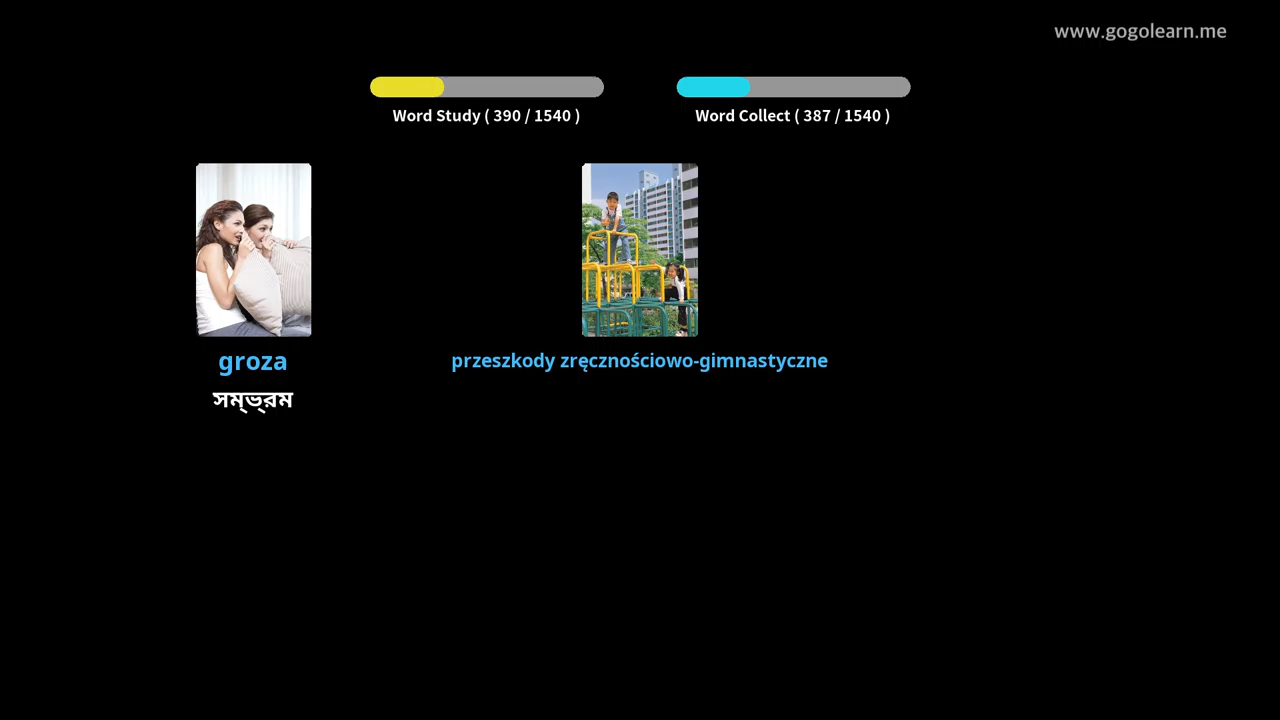 www.gogolearn.me
Word Study ( 390 / 1540 )
Word Collect ( 387 / 1540 )
groza
przeszkody zręcznościowo-gimnastyczne
সম্ভ্রম